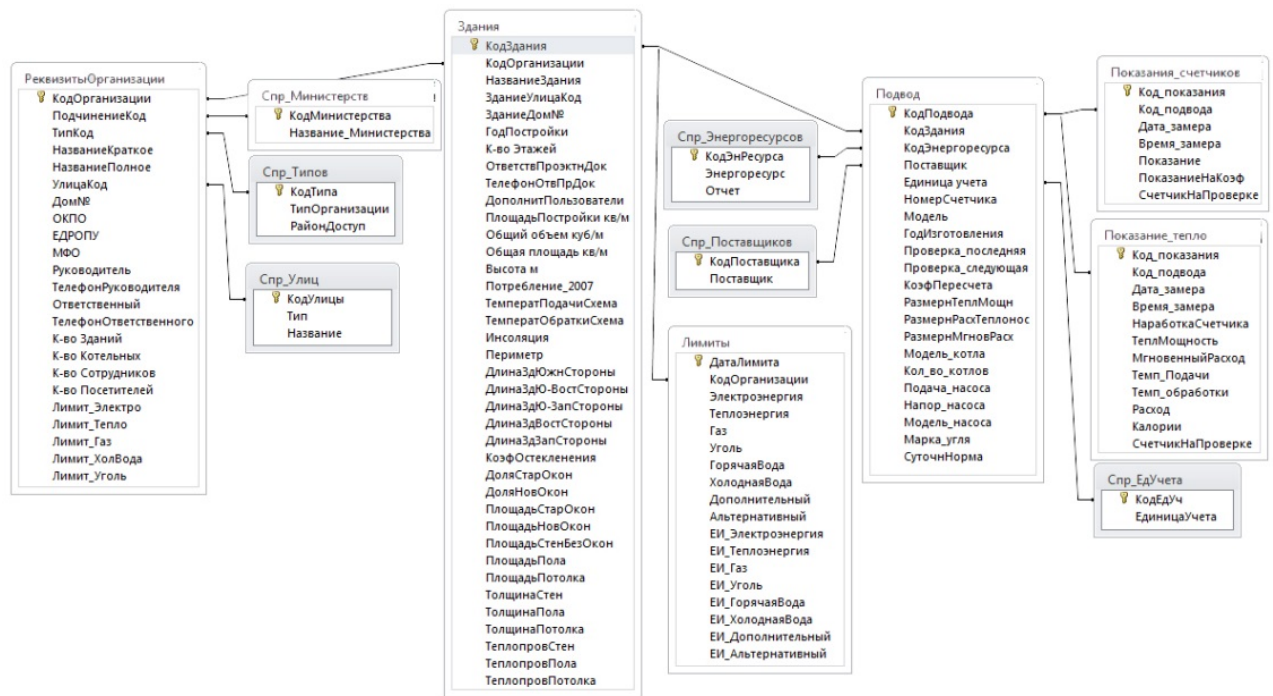 РеквизитыОрганизации
КодОрганизации
ПодчинениеКод
ТипКод
НазваниеКраткое
НазваниеПолное
УлицаКод
Дом№
ОКПО
ЕДРОПУ
МФО
Руководитель
ТелефонРуководителя
Ответственный
ТелефонОтветственного
К-во Зданий
К-во Котельных
К-во Сотрудников
К-во Посетителей
Лимит_Электро
Лимит_Тепло
Лимит_Газ
Лимит_ХолВода
Лимит_Уголь
Спр_Министерств
КодМинистерства
Название_Министерства
Спр_Типов
КодТипа
ТипОрганизации
РайонДоступ
Спр_Улиц
КодУлицы
Тип
Название
Здания
КодЗдания
КодОрганизации
НазваниеЗдания
ЗданиеУлицаКод
ЗданиеДом№
ГодПостройки
К-во Этажей
ОтветствПроэктнДок
ТелефонОтвПрДок
ДополнитПользователи
ПлощадьПостройки кв/м
Общий объем куб/м
Общая площадь кв/м
Высота м
Потребление_2007
ТемператПодачиСхема
ТемператОбраткиСхема
Инсоляция
Периметр
ДлинаЗдЮжнСтороны
ДлинаЗдЮ-ВостСтороны
ДлинаЗдЮ-ЗапСтороны
ДлинаЗдВостСтороны
ДлинаЗдЗапСтороны
КоэфОстекленения
ДоляСтарОкон
ДоляНовОкон
ПлощадьСтарОкон
ПлощадьНовОкон
ПлощадьСтенБезОкон
ПлощадьПола
ПлощадьПотолка
ТолщинаСтен
ТолщинаПола
ТолщинаПотолка
ТеплопровСтен
ТеплопровПола
ТеплопровПотолка
Спр_Энергоресурсов
КодЭнРесурса
Энергоресурс
Отчет
Спр_Поставщиков
КодПоставщика
Поставщик
Лимиты
ДатаЛимита
КодОрганизации
Электроэнергия
Теплоэнергия
Газ
Уголь
ГорячаяВода
ХолоднаяВода
Дополнительный
Альтернативный
ЕИ_Электроэнергия
ЕИ_Теплоэнергия
ЕИ_Газ
ЕИ_Уголь
ЕИ_ГорячаяВода
ЕИ_ХолоднаяВода
ЕИ_Дополнительный
ЕИ_Альтернативный
Подвод
КодПодвода
КодЗдания
КодЭнергоресурса
Поставщик
Единица учета
НомерСчетчика
Модель
ГодИзготовления
Проверка_последняя
Проверка_следующая
КоэфПересчета
РазмернТеплМощн
РазмернРасхТеплонос
РазмернМгновРасх
Модель_котла
Кол_во_котлов
Подача_насоса
Напор_насоса
Модель_насоса
Марка_угля
СуточнНорма
Показания_счетчиков
Код_показания
Код_подвода
Дата_замера
Время_замера
Показание
ПоказаниеНаКоэф
СчетчикНаПроверке
Показание_тепло
Код_показания
Код_подвода
Дата_замера
Время_замера
НаработкаСчетчика
ТеплМощность
МгновенныйРасход
Темп_Подачи
Темп_обработки
Расход
Калории
СчетчикНаПроверке
Спр_ЕдУчета
КодЕдУч
ЕдиницаУчета